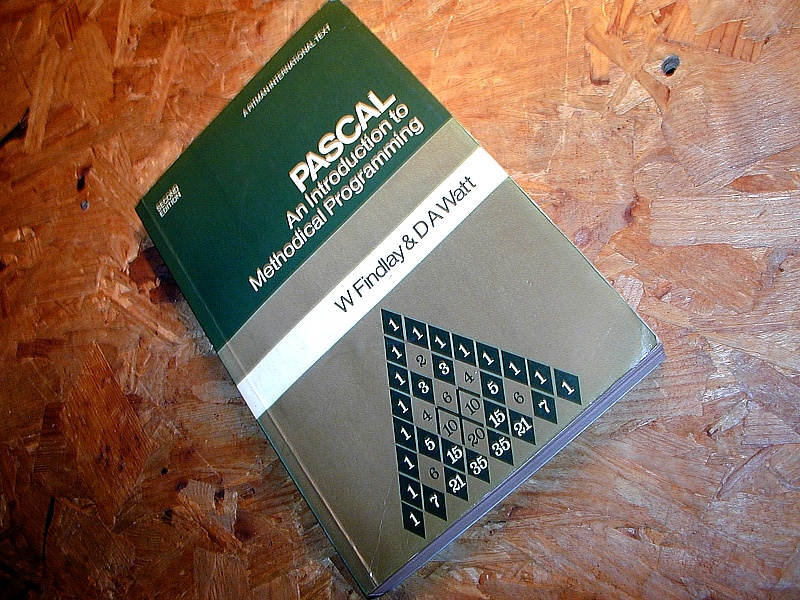 A PITMAN INTERNATIONAL TEXT
SECOND
EDITION
PASCAL
An Introduction to
Methodical Programming
W Findlay & D A Watt
1
1 1
1 2 1
1 3 3 1
1 4 6 4 1
1 5 10 10 5 1
1 6 15 20 15 6 1
1 7 21 35 35 21 7 1